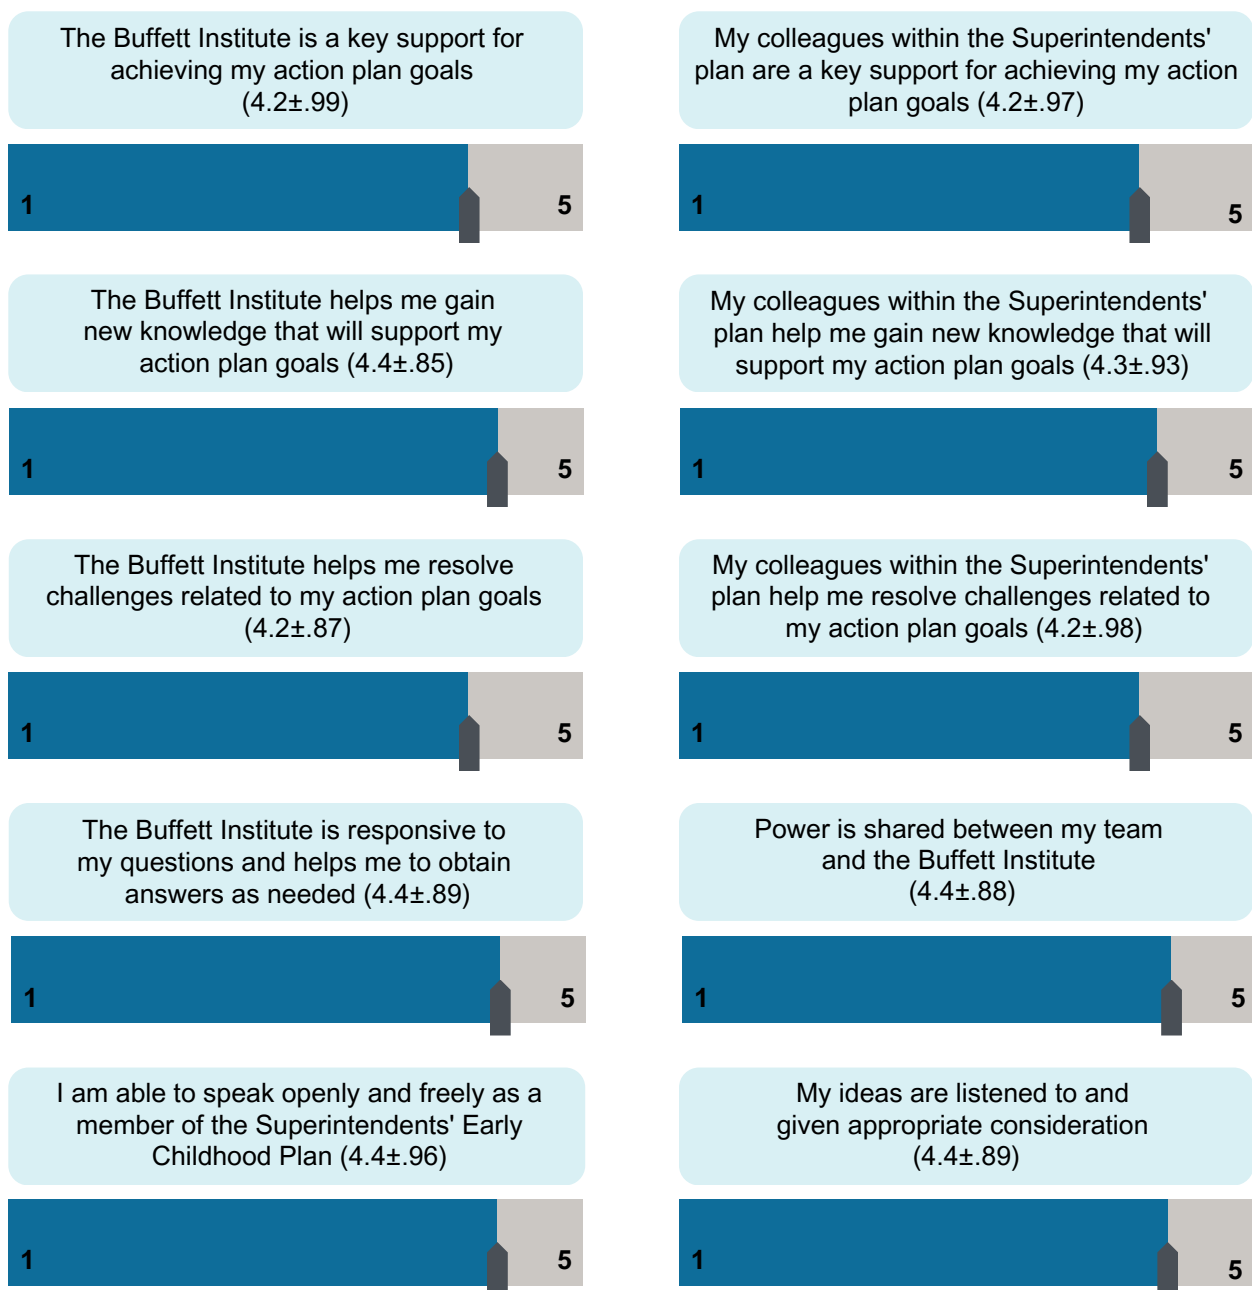 The Buffett Institute is a key support for
achieving my action plan goals
(4.2±.99)
1
5
My colleagues within the Superintendents'
plan are a key support for achieving my action
plan goals (4.2±.97)
1
5
The Buffett Institute helps me gain
new knowledge that will support my
action plan goals (4.4±.85)
1
5
My colleagues within the Superintendents'
plan help me gain new knowledge that will
support my action plan goals (4.3±.93)
1
5
The Buffett Institute helps me resolve
challenges related to my action plan goals
(4.2±.87)
1
5
My colleagues within the Superintendents'
plan help me resolve challenges related to
my action plan goals (4.2±.98)
1
5
The Buffett Institute is responsive to
my questions and helps me to obtain
answers as needed (4.4±.89)
1
5
Power is shared between my team
and the Buffett Institute
(4.4±.88)
1
5
I am able to speak openly and freely as a
member of the Superintendents' Early
Childhood Plan (4.4±.96)
1
5
My ideas are listened to and
given appropriate consideration
(4.4±.89)
1
5